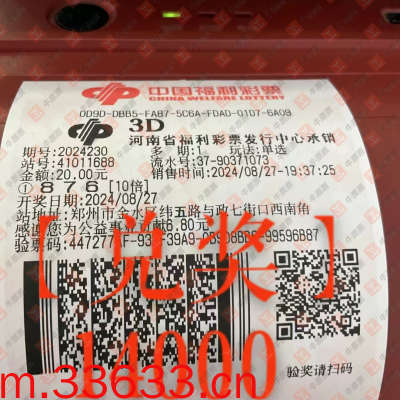 中国福利彩票
CHINA WELFARE LOTTERY
0D9D-DBB5-FAB7-5C6A-FDAD-01D7-6A09
3D
河南省福利彩票发行中心承销
期号:2024230 多期:1 玩法:单选
站号:41011688 流水号:37-90371073
金额:20.00元 销售时间:2024/08/27-19:37:25
① 8 7 6 [10倍]
开奖日期:2024/08/27
站地址:郑州市金水区纬五路与政七街口西南角
感谢您为公益事业贡献6.80元
验票码:
【兑奖】
14000
验奖请扫码
m.33633.cn